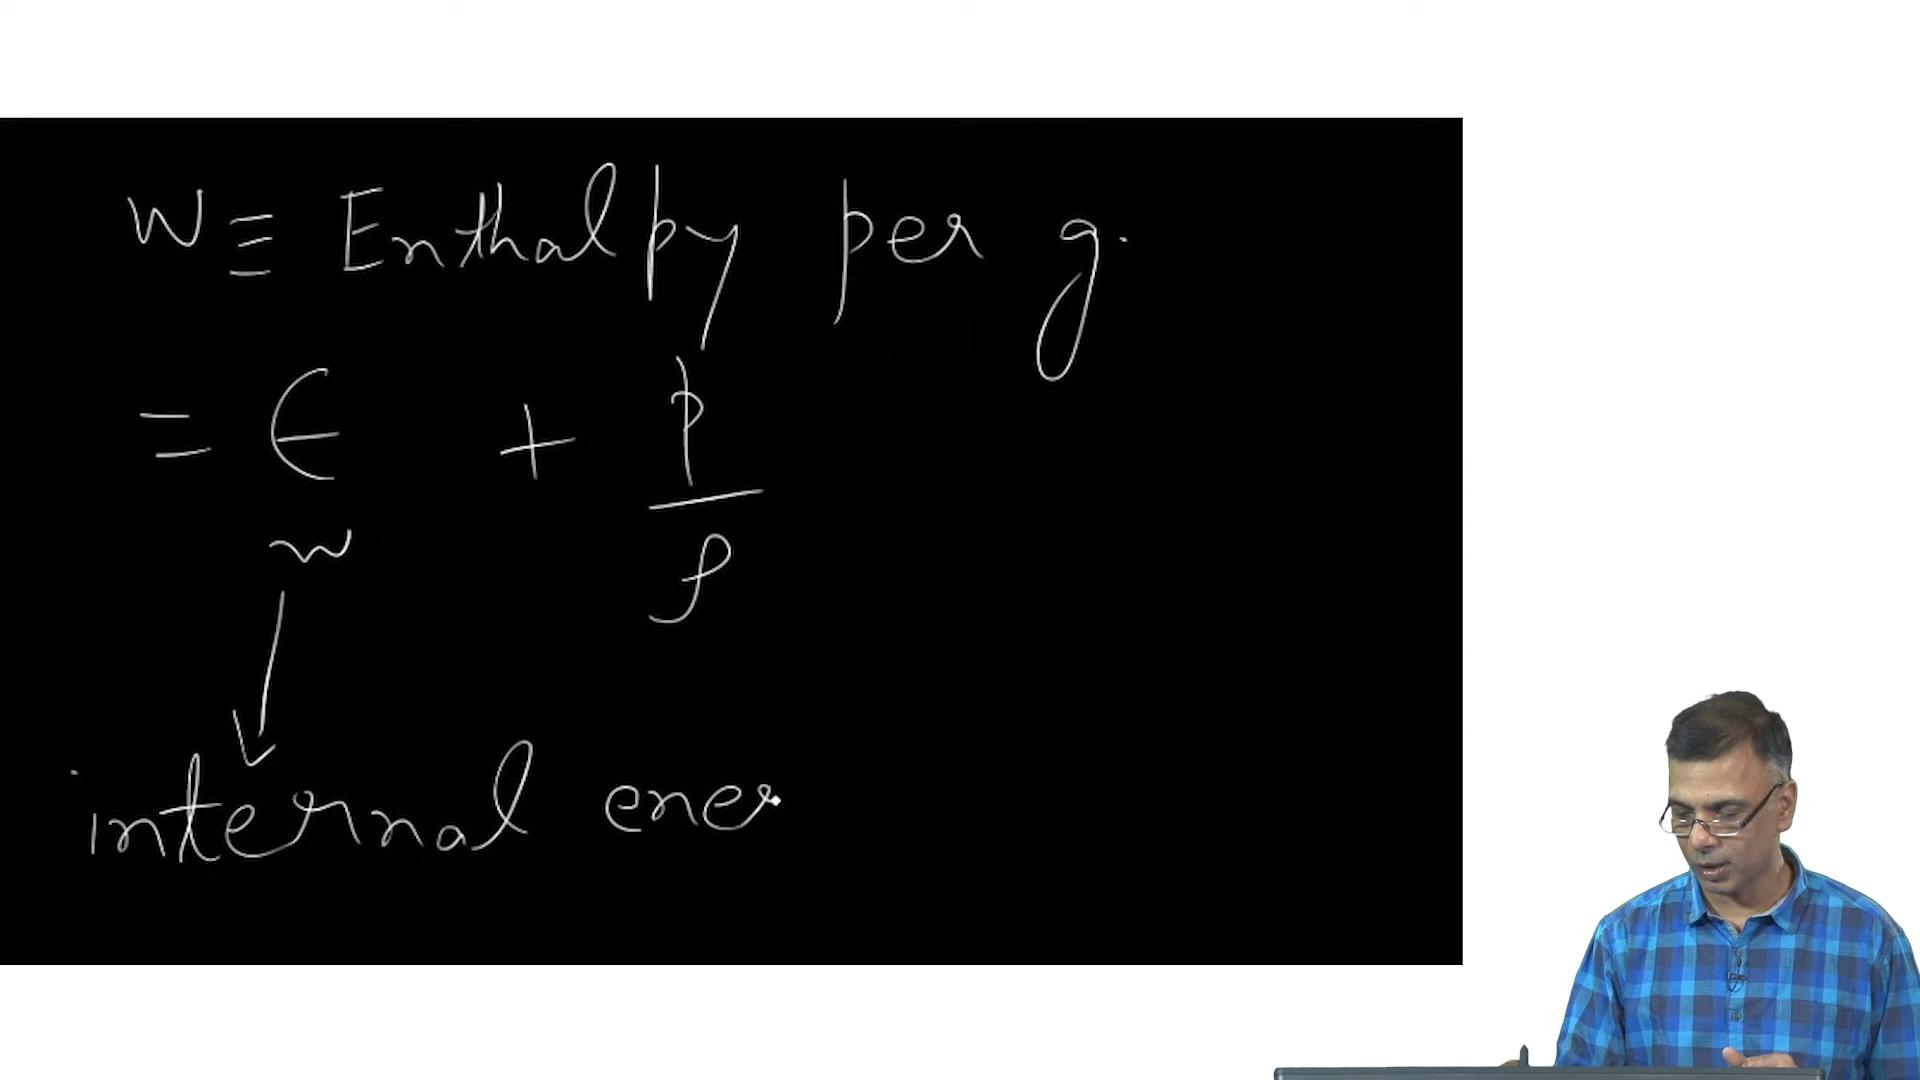 W ≡ Enthalpy per g.
= ϵ + p/ρ
internal ener